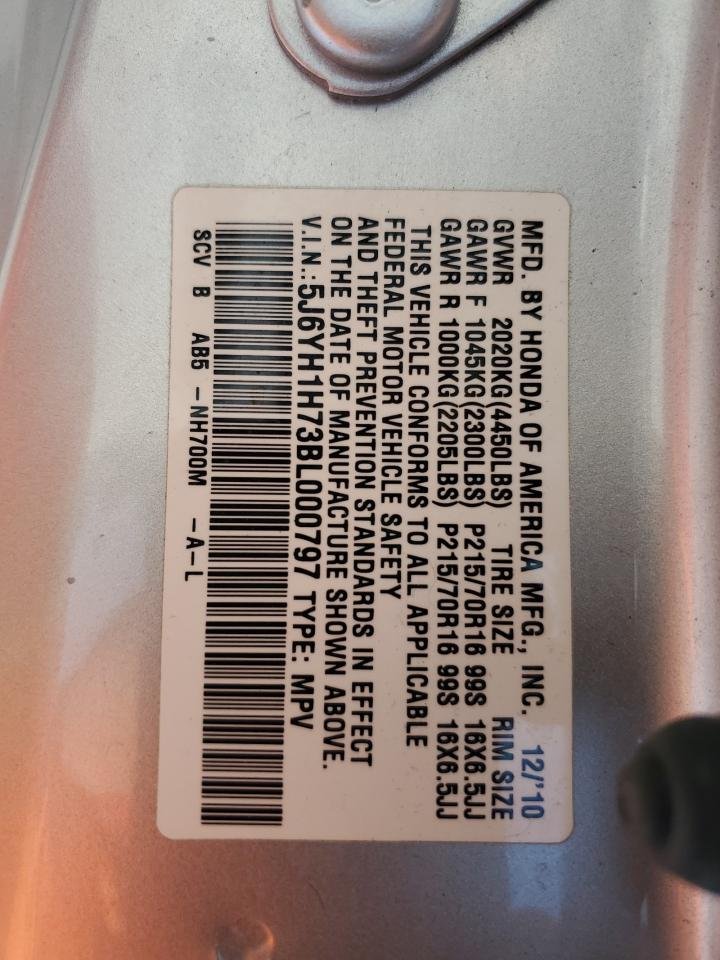 MFD. BY HONDA OF AMERICA MFG., INC. 12/'10
GVWR 2020KG(4450LBS) TIRE SIZE RIM SIZE
GAWR F 1045KG(2300LBS) P215/70R16 99S 16X6.5JJ
GAWR R 1000KG(2205LBS) P215/70R16 99S 16X6.5JJ
THIS VEHICLE CONFORMS TO ALL APPLICABLE
FEDERAL MOTOR VEHICLE SAFETY
AND THEFT PREVENTION STANDARDS IN EFFECT
ON THE DATE OF MANUFACTURE SHOWN ABOVE.
V.I.N.:5J6YH1H73BL000797 TYPE: MPV
SCV B AB5 -NH700M -A-L